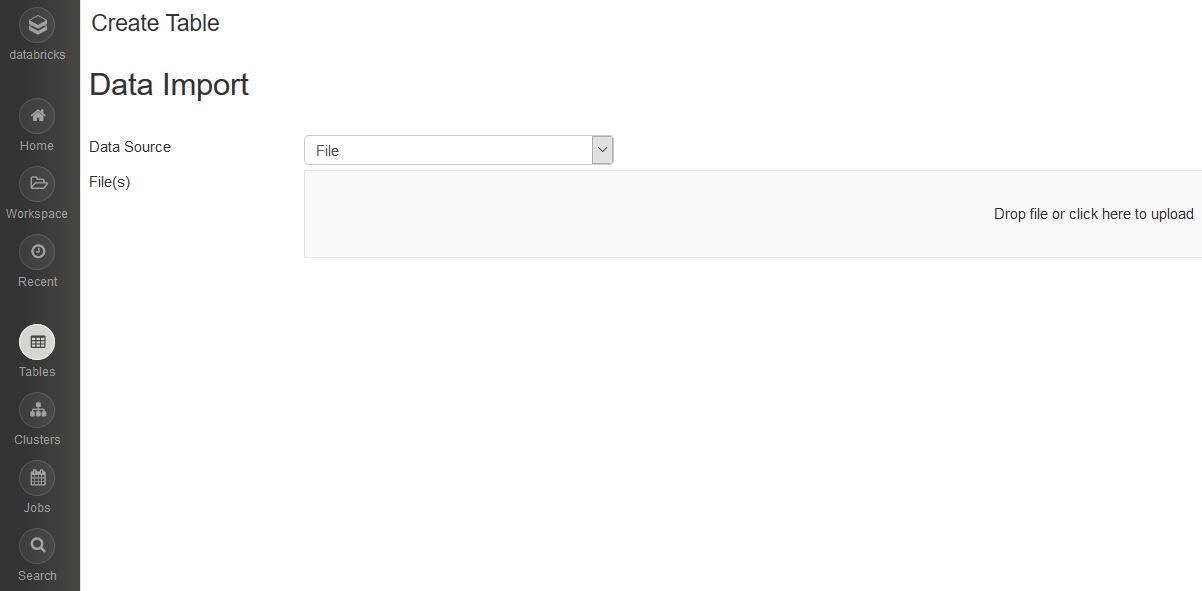 databricks
Home
Workspace
Recent
Tables
Clusters
Jobs
Search
Create Table
Data Import
Data Source File
File(s)
Drop file or click here to upload